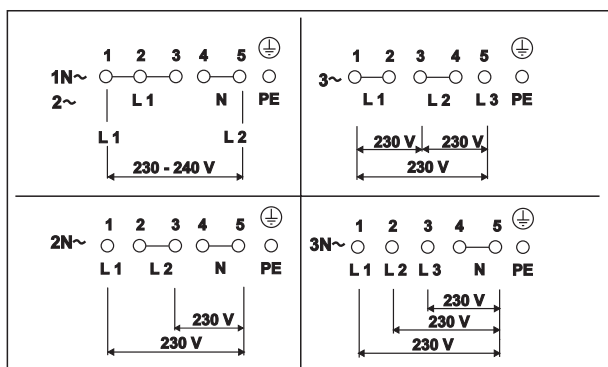 1 2 3 4 5
1N~
2~ L 1 N PE
L 1 L 2
230 - 240 V
1 2 3 4 5
3~
L 1 L 2 L 3 PE
230 V 230 V
230 V
1 2 3 4 5
2N~
L 1 L 2 N PE
230 V
230 V
1 2 3 4 5
3N~
L 1 L 2 L 3 N PE
230 V
230 V
230 V